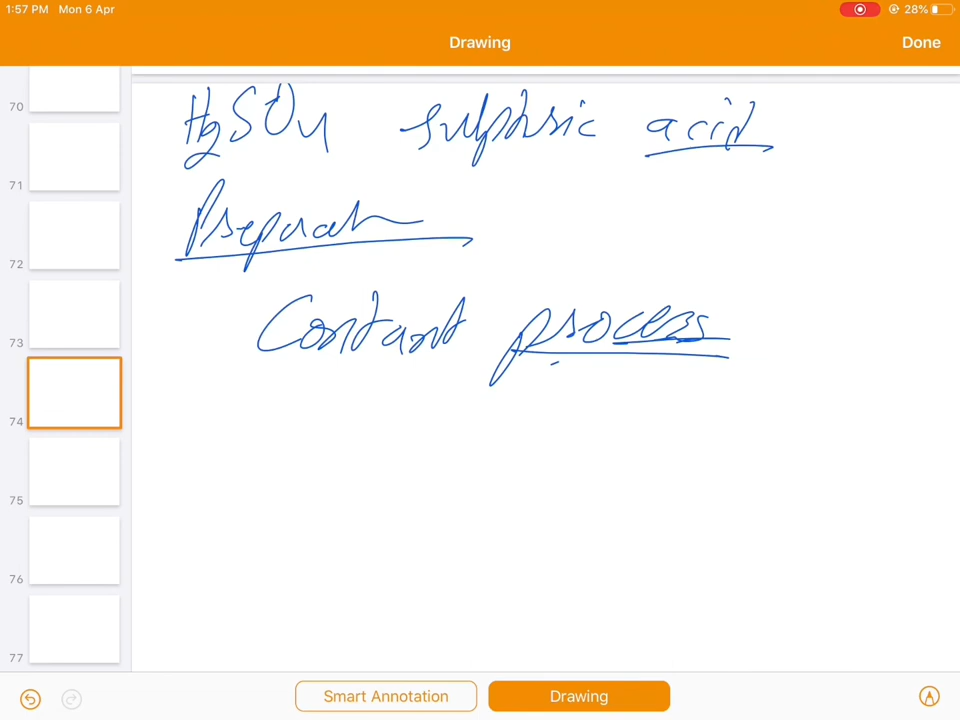 1:57 PM Mon 6 Apr
28%
Drawing
Done
70
71
72
73
74
75
76
77
H2SO4 sulphuric acid
Preparat
Contact process
Smart Annotation
Drawing